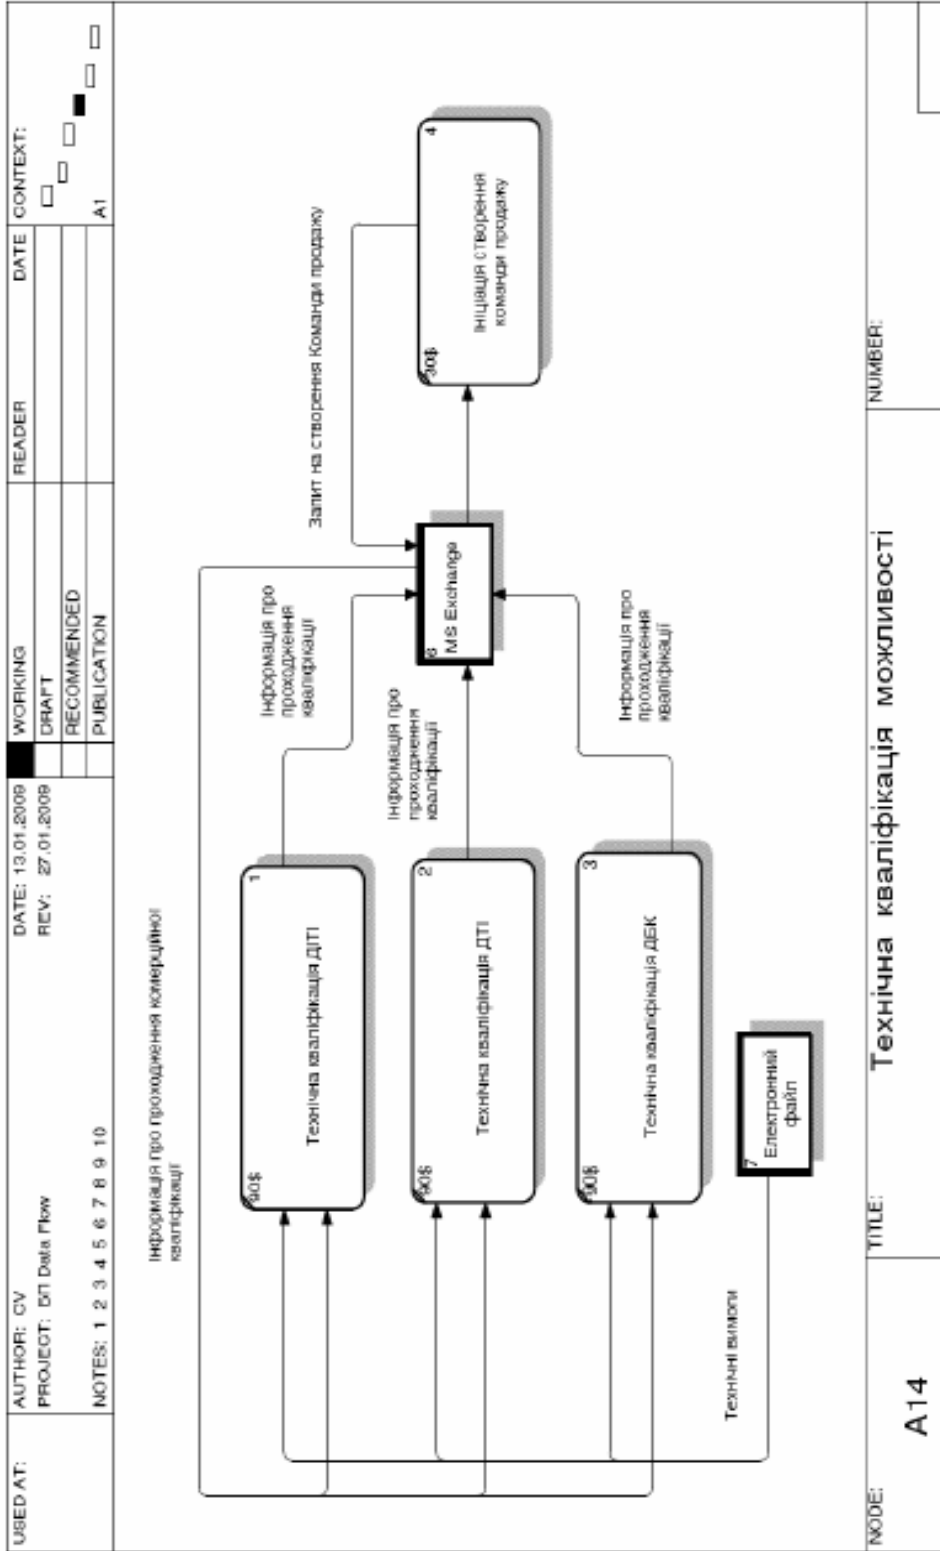 USED AT:
AUTHOR: CV
DATE: 13.01.2009
WORKING
READER
DATE
CONTEXT:
PROJECT: БП Data Flow
REV: 27.01.2009
DRAFT
RECOMMENDED
NOTES: 1 2 3 4 5 6 7 8 9 10
PUBLICATION
A1
Інформація про проходження комерційної
кваліфікації
1
Технічна кваліфікація ДІТІ
90$
Інформація про
проходження
кваліфікації
Запит на створення Команди продажу
2
Технічна кваліфікація ДТІ
90$
Інформація про
проходження
кваліфікації
6
MS Exchange
4
Ініціація створення
команди продажу
30$
3
Технічна кваліфікація ДБК
90$
Інформація про
проходження
кваліфікації
Технічні вимоги
7
Електронний
файл
NODE:
A14
TITLE:
Технічна кваліфікація можливості
NUMBER: